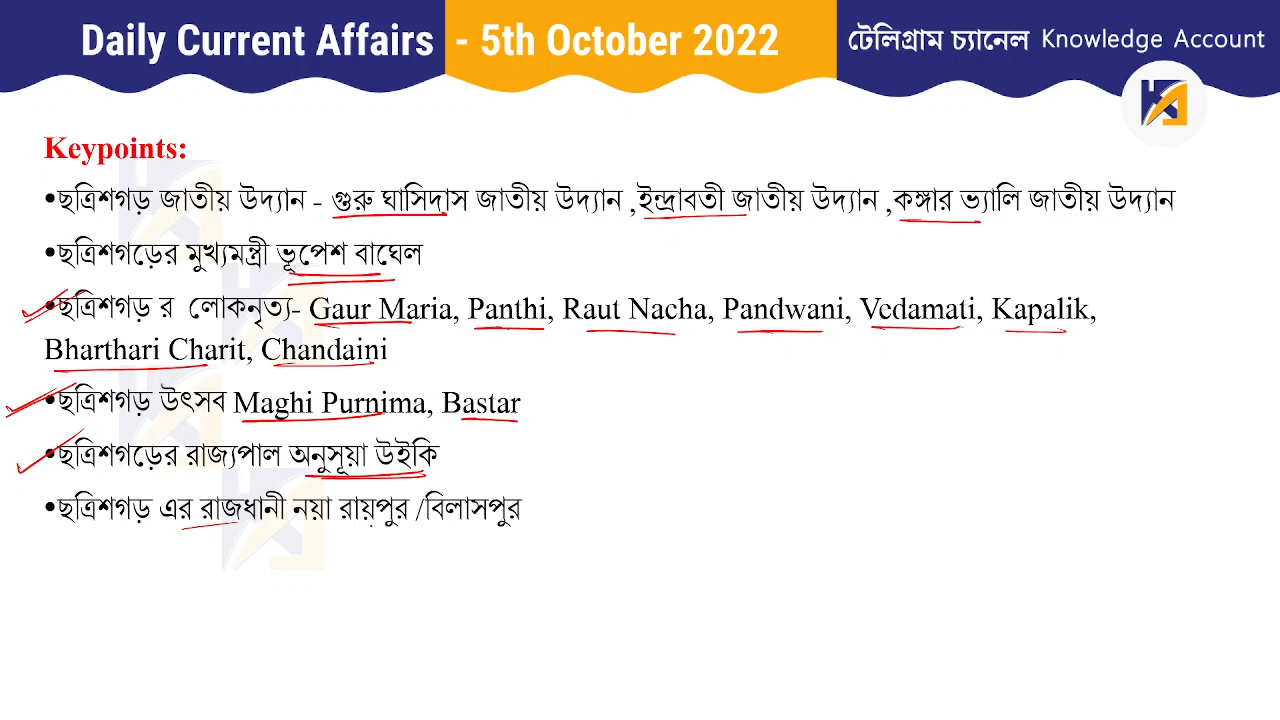 Daily Current Affairs - 5th October 2022
টেলিগ্রাম চ্যানেল Knowledge Account
Keypoints:
•ছত্রিশগড় জাতীয় উদ্যান - গুরু ঘাসিদাস জাতীয় উদ্যান ,ইন্দ্রাবতী জাতীয় উদ্যান ,কঙ্গার ভ্যালি জাতীয় উদ্যান
•ছত্রিশগড়ের মুখ্যমন্ত্রী ভূপেশ বাঘেল
•ছত্রিশগড় র লোকনৃত্য- Gaur Maria, Panthi, Raut Nacha, Pandwani, Vedamati, Kapalik,
Bharthari Charit, Chandaini
•ছত্রিশগড় উৎসব Maghi Purnima, Bastar
•ছত্রিশগড়ের রাজ্যপাল অনুসূয়া উইকি
•ছত্রিশগড় এর রাজধানী নয়া রায়পুর /বিলাসপুর